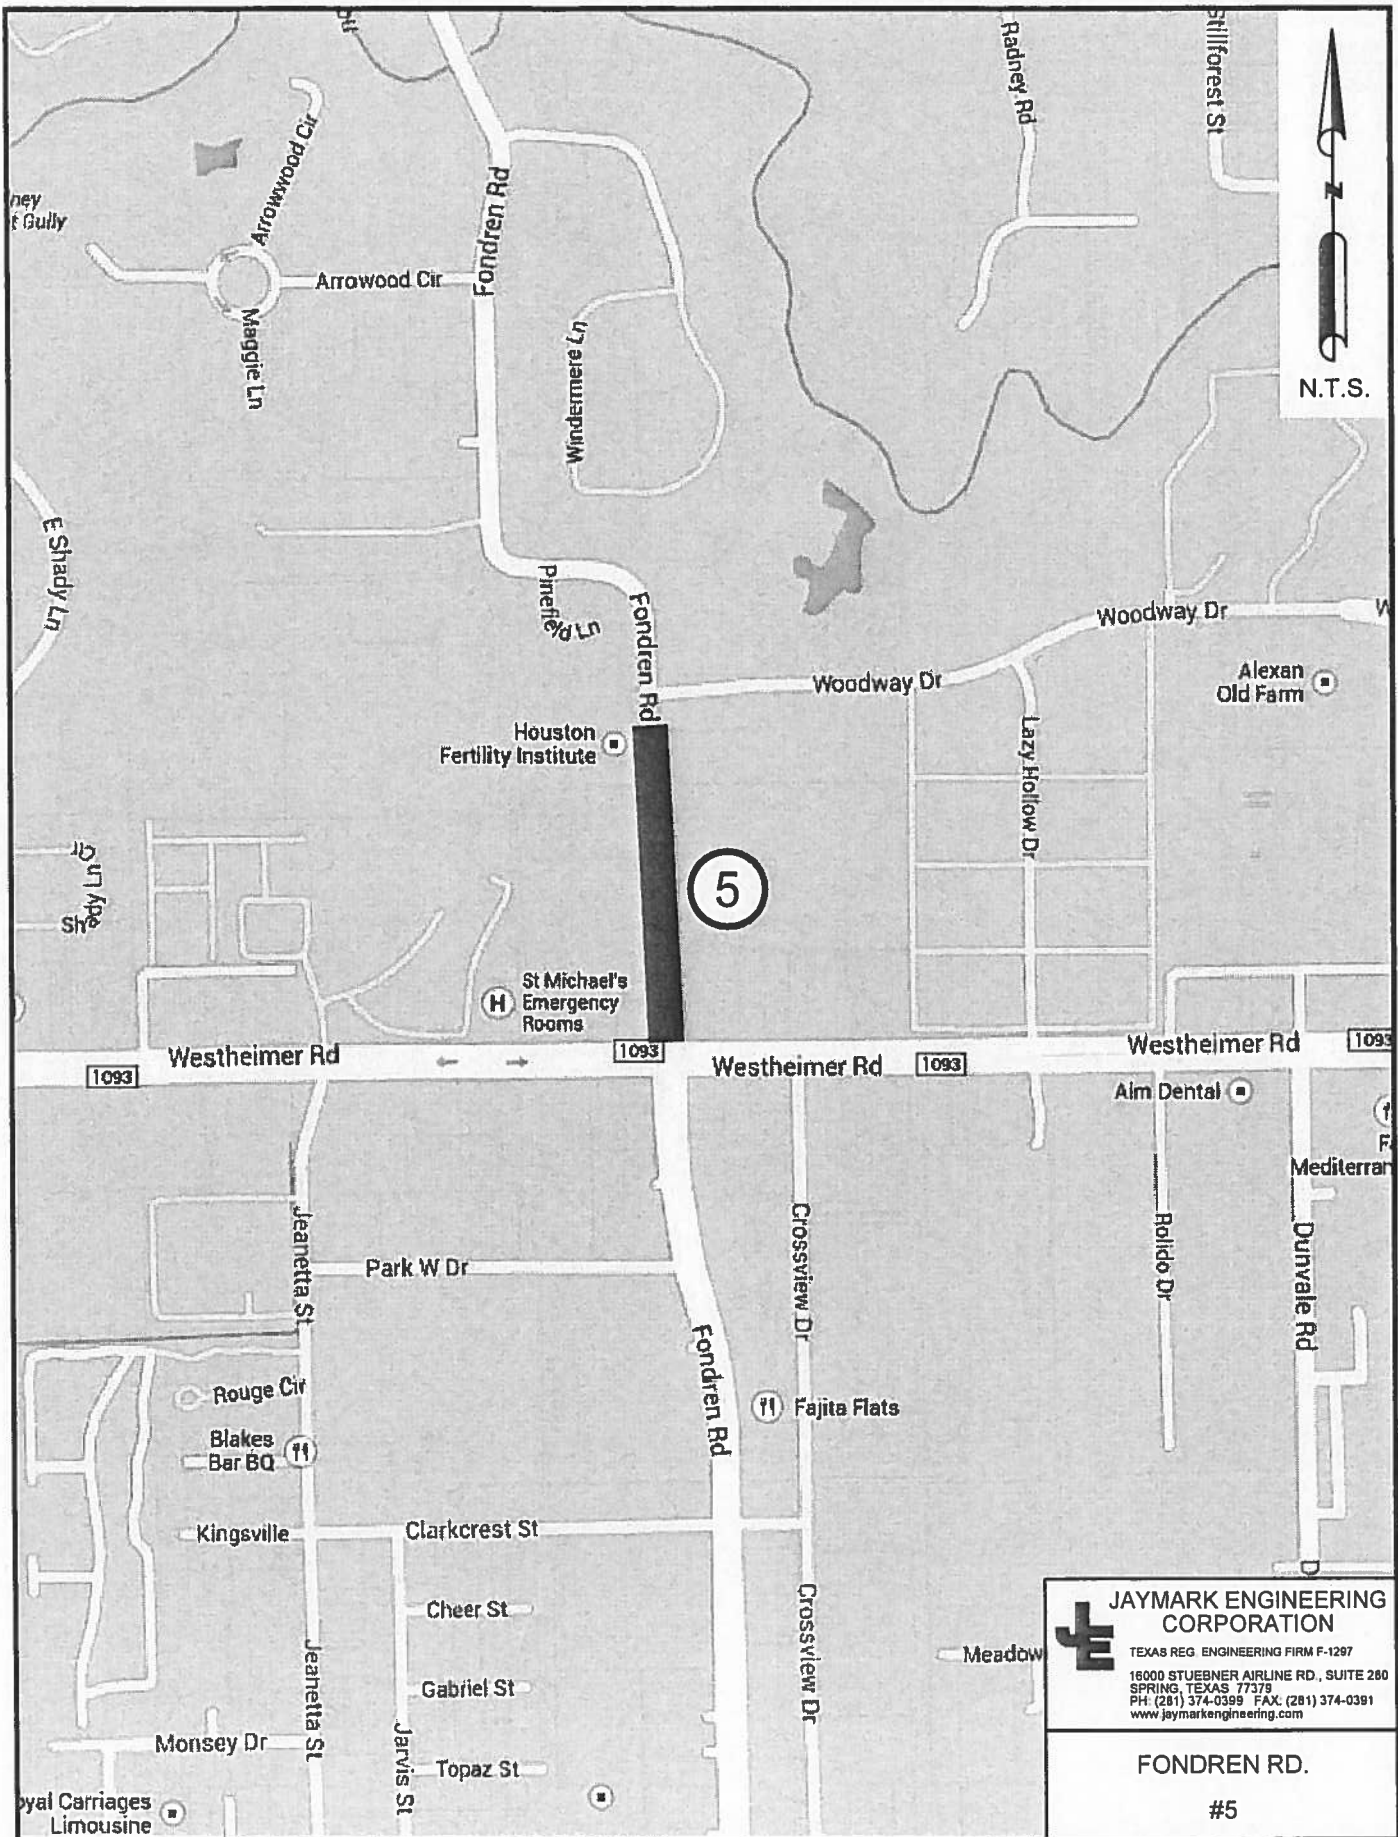 Radney Rd
Stillforest St
Arrowwood Cir
Fondren Rd
ney
t Gully
N
Arrowood Cir
Maggie Ln
Windermere Ln
N.T.S.
E Shady Ln
Pinefield Ln
Fondren Rd
Woodway Dr
W
Woodway Dr
Alexan
Old Farm
Houston
Fertility Institute
Lazy Hollow Dr
5
St Michael's
H
Emergency
Rooms
Westheimer Rd
1093
1093
Westheimer Rd
1093
Westheimer Rd
1093
Aim Dental
Mediterran
Jeanetta St
Park W Dr
Crossview Dr
Rolido Dr
Dunvale Rd
Fondren Rd
Rouge Cir
Fajita Flats
Blakes
Bar BQ
Kingsville
Clarkcrest St
D
Cheer St
Crossview Dr
Meadow
Jeanetta St
Gabriel St
Monsey Dr
Jarvis St
Topaz St
oyal Carriages
Limousine
JE
JAYMARK ENGINEERING
CORPORATION
TEXAS REG. ENGINEERING FIRM F-1297
16000 STUEBNER AIRLINE RD., SUITE 280
SPRING, TEXAS 77379
PH: (281) 374-0399 FAX: (281) 374-0391
www.jaymarkengineering.com
FONDREN RD.
#5